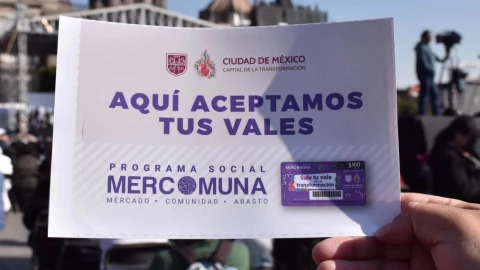 CIUDAD DE MÉXICO
CAPITAL DE LA TRANSFORMACIÓN
AQUÍ ACEPTAMOS
TUS VALES
PROGRAMA SOCIAL
MERCOMUNA
MERCADO • COMUNIDAD • ABASTO
MERCOMUNA
$100
Sale tu vale
transformación